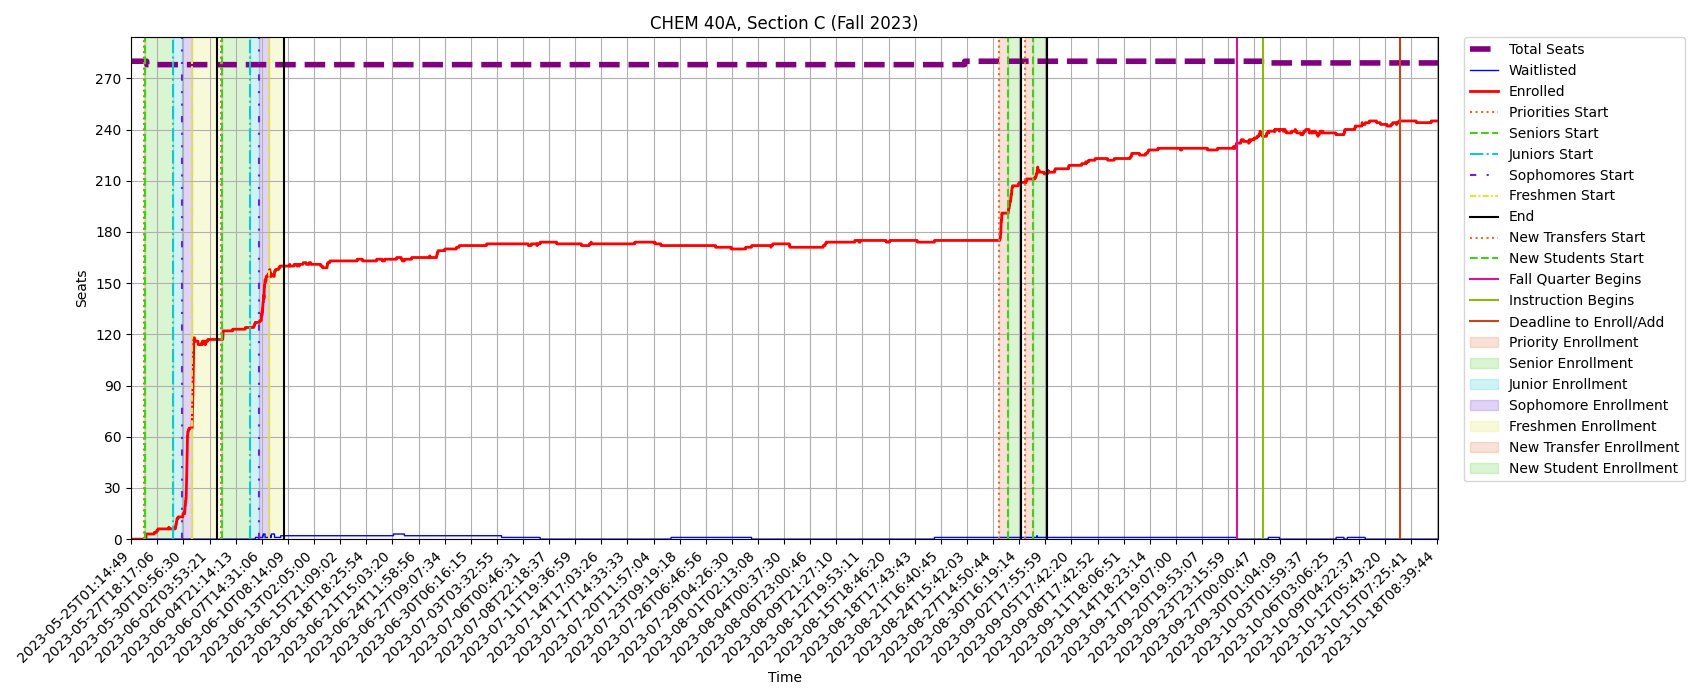 CHEM 40A, Section C (Fall 2023)
Seats
270
240
210
180
150
120
90
60
30
0
2023-05-25T01:14:49
2023-05-27T18:17:06
2023-05-30T10:56:30
2023-06-02T03:53:21
2023-06-04T21:14:13
2023-06-07T14:31:06
2023-06-10T08:14:09
2023-06-13T02:05:00
2023-06-15T21:09:02
2023-06-18T18:25:54
2023-06-21T15:03:20
2023-06-24T11:58:56
2023-06-27T09:07:34
2023-06-30T06:16:15
2023-07-03T03:32:55
2023-07-06T00:46:31
2023-07-08T22:18:37
2023-07-11T19:36:59
2023-07-14T17:03:26
2023-07-17T14:33:33
2023-07-20T11:57:04
2023-07-23T09:19:18
2023-07-26T06:46:56
2023-07-29T04:26:30
2023-08-01T02:13:08
2023-08-04T00:37:30
2023-08-06T23:00:46
2023-08-09T21:27:10
2023-08-12T19:53:11
2023-08-15T18:46:20
2023-08-18T17:43:43
2023-08-21T16:40:45
2023-08-24T15:42:03
2023-08-27T14:50:44
2023-08-30T16:19:14
2023-09-02T17:55:59
2023-09-05T17:42:20
2023-09-08T17:42:52
2023-09-11T18:06:51
2023-09-14T18:23:14
2023-09-17T19:07:00
2023-09-20T19:53:07
2023-09-23T23:15:59
2023-09-27T00:00:47
2023-09-30T01:04:09
2023-10-03T01:59:37
2023-10-06T03:06:25
2023-10-09T04:22:37
2023-10-12T05:43:20
2023-10-15T07:25:41
2023-10-18T08:39:44
Time
Total Seats
Waitlisted
Enrolled
Priorities Start
Seniors Start
Juniors Start
Sophomores Start
Freshmen Start
End
New Transfers Start
New Students Start
Fall Quarter Begins
Instruction Begins
Deadline to Enroll/Add
Priority Enrollment
Senior Enrollment
Junior Enrollment
Sophomore Enrollment
Freshmen Enrollment
New Transfer Enrollment
New Student Enrollment